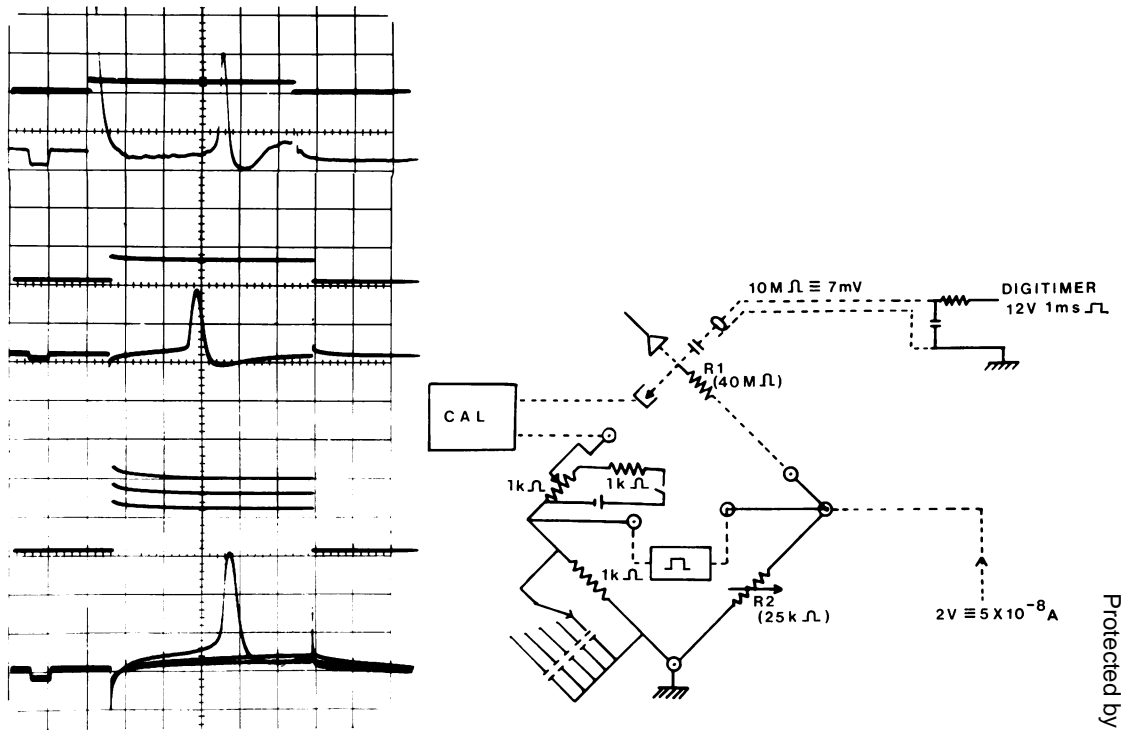 10MΩ ≡ 7mV
DIGITIMER
12V 1ms
R1
(40MΩ)
CAL
1kΩ
1kΩ
1kΩ
R2
(25kΩ)
2V ≡ 5X10⁻⁸A
Protected by